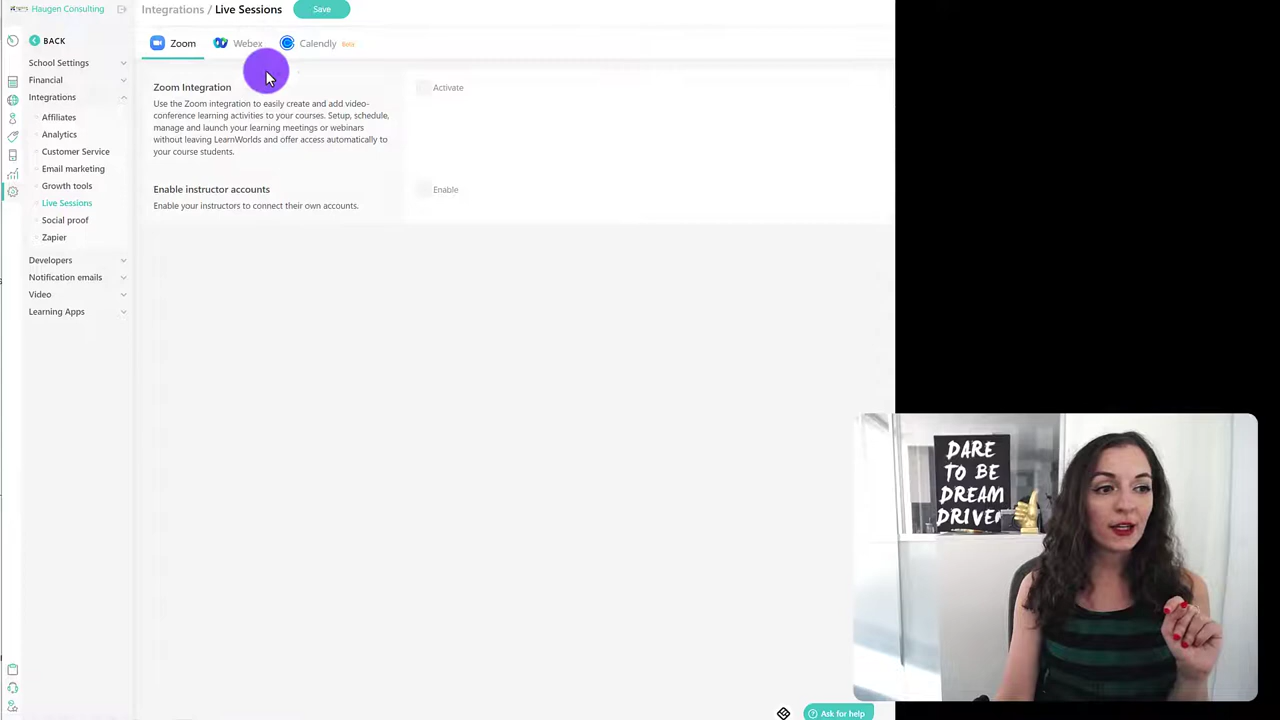 Haugen Consulting
Integrations / Live Sessions
Save
BACK
Zoom
Webex
Calendly Beta
School Settings
Financial
Integrations
Affiliates
Analytics
Customer Service
Email marketing
Growth tools
Live Sessions
Social proof
Zapier
Developers
Notification emails
Video
Learning Apps
Zoom Integration
Activate
Use the Zoom integration to easily create and add video-
conference learning activities to your courses. Setup, schedule,
manage and launch your learning meetings or webinars
without leaving LearnWorlds and offer access automatically to
your course students.
Enable instructor accounts
Enable
Enable your instructors to connect their own accounts.
DARE
TO BE
DREAM
DRIVEN
Ask for help